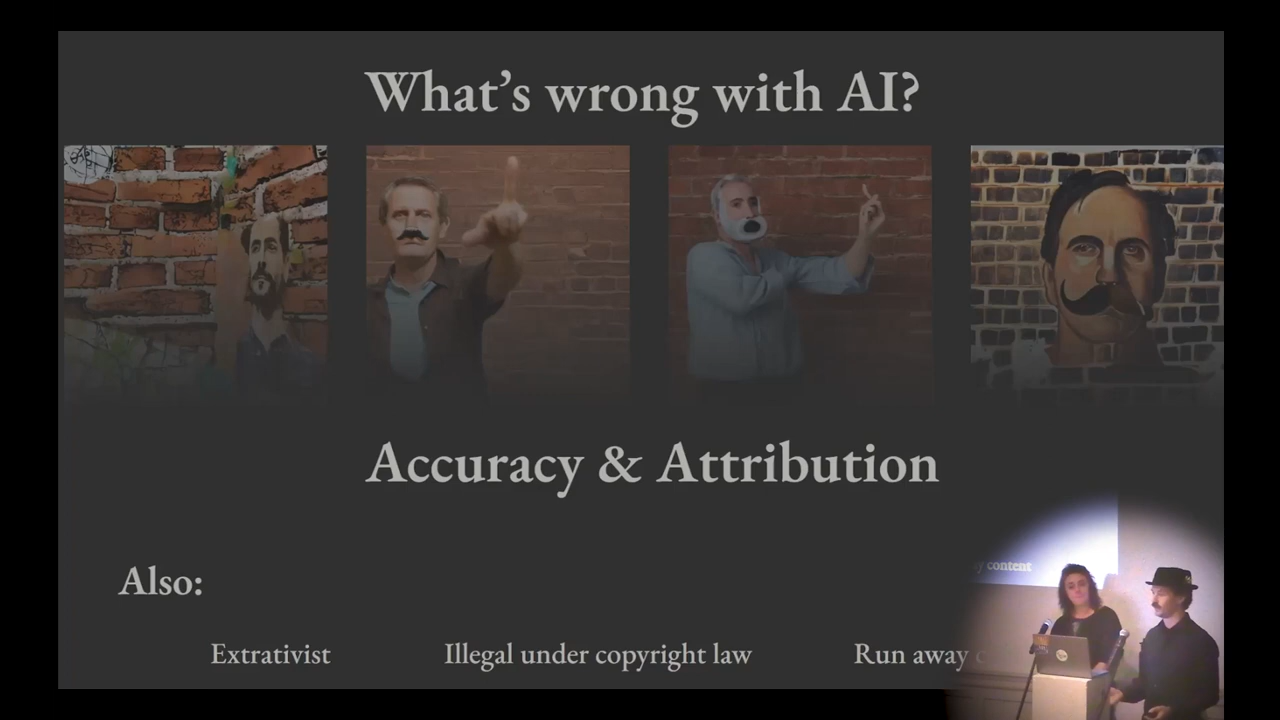 What's wrong with AI?
Accuracy & Attribution
Also:
Extrativist
Illegal under copyright law
Run away
content